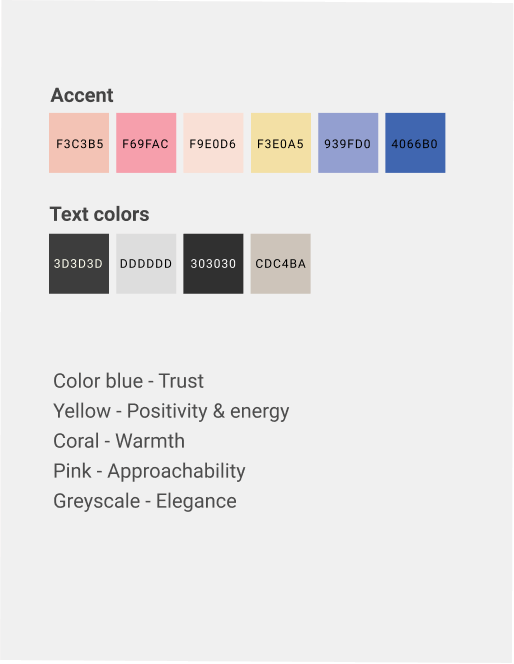 Accent
F3C3B5 F69FAC F9E0D6 F3E0A5 939FD0 4066B0
Text colors
3D3D3D DDDDDD 303030 CDC4BA
Color blue - Trust
Yellow - Positivity & energy
Coral - Warmth
Pink - Approachability
Greyscale - Elegance